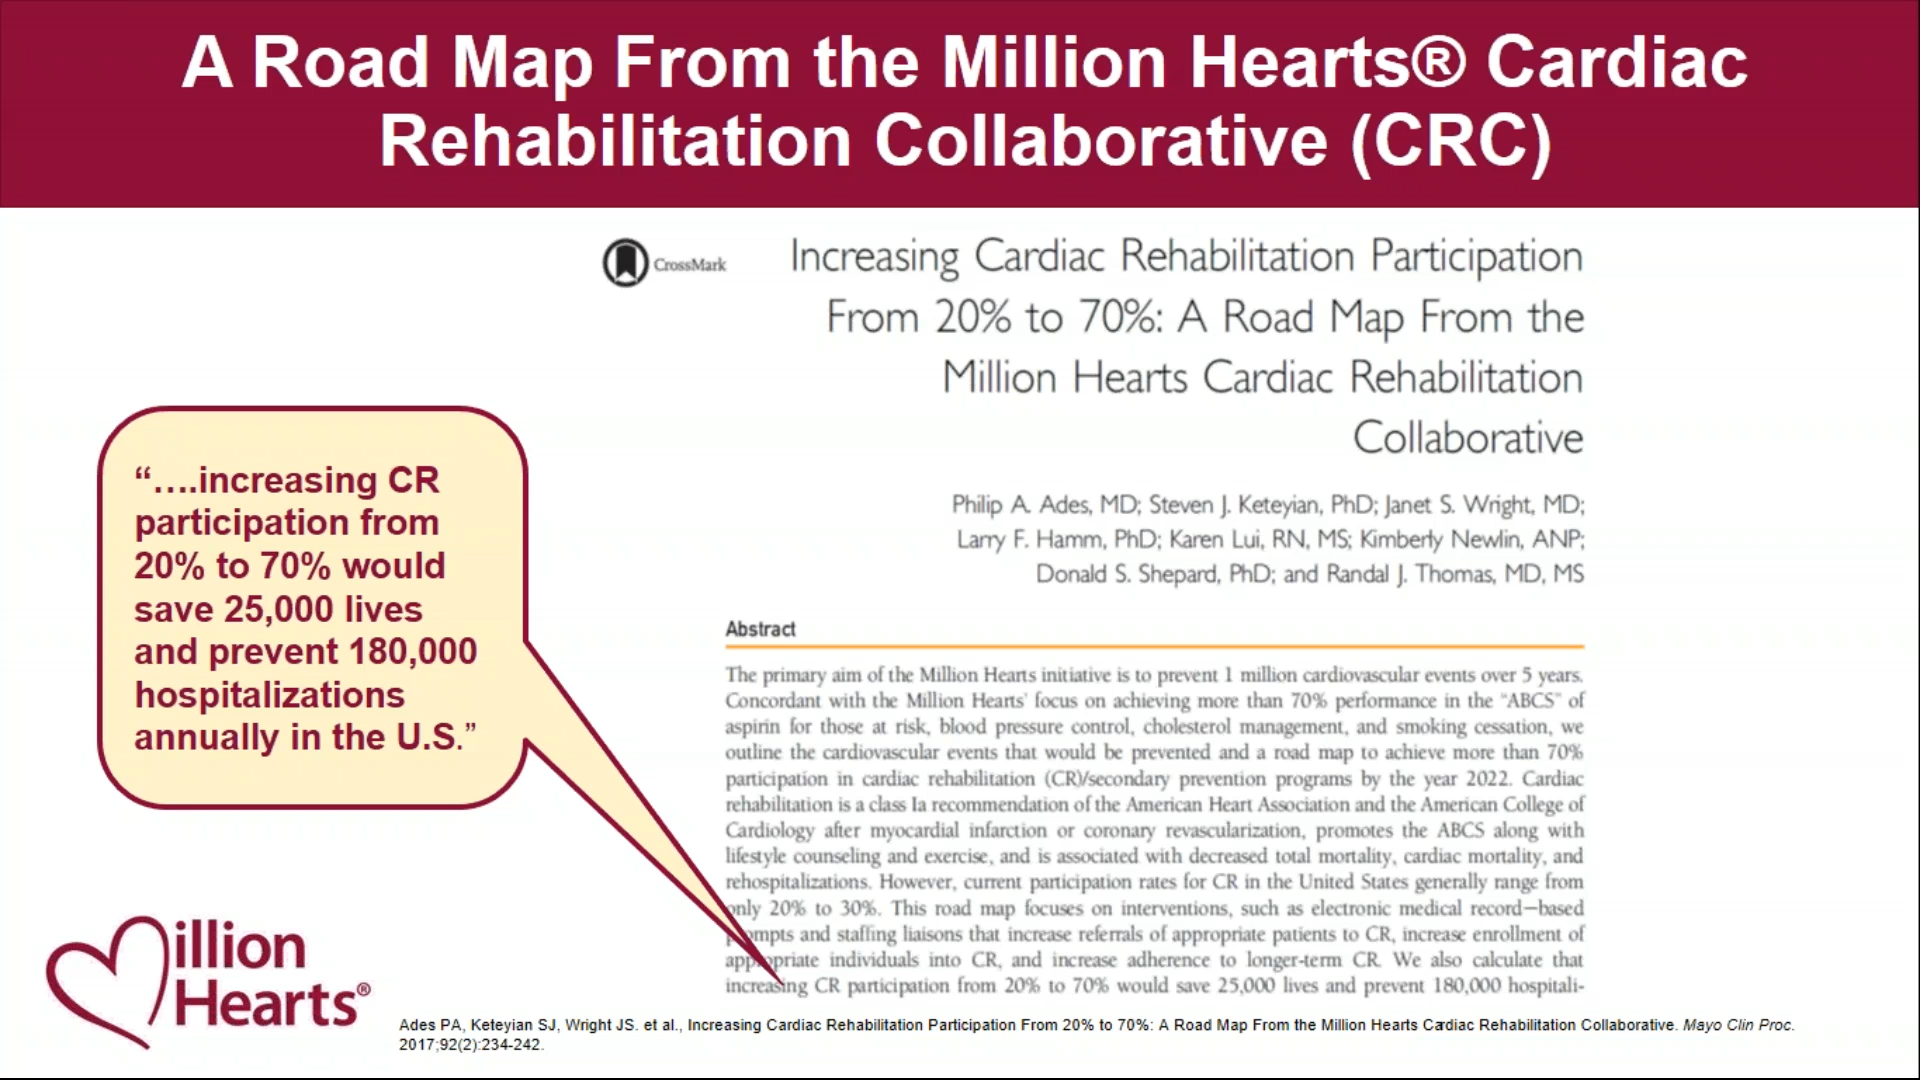 A Road Map From the Million Hearts® Cardiac
Rehabilitation Collaborative (CRC)
CrossMark
Increasing Cardiac Rehabilitation Participation
From 20% to 70%: A Road Map From the
Million Hearts Cardiac Rehabilitation
Collaborative
Philip A. Ades, MD; Steven J. Keteyian, PhD; Janet S. Wright, MD;
Larry F. Hamm, PhD; Karen Lui, RN, MS; Kimberly Newlin, ANP;
Donald S. Shepard, PhD; and Randal J. Thomas, MD, MS
“….increasing CR
participation from
20% to 70% would
save 25,000 lives
and prevent 180,000
hospitalizations
annually in the U.S.”
Abstract
The primary aim of the Million Hearts initiative is to prevent 1 million cardiovascular events over 5 years.
Concordant with the Million Hearts' focus on achieving more than 70% performance in the “ABCS” of
aspirin for those at risk, blood pressure control, cholesterol management, and smoking cessation, we
outline the cardiovascular events that would be prevented and a road map to achieve more than 70%
participation in cardiac rehabilitation (CR)/secondary prevention programs by the year 2022. Cardiac
rehabilitation is a class Ia recommendation of the American Heart Association and the American College of
Cardiology after myocardial infarction or coronary revascularization, promotes the ABCS along with
lifestyle counseling and exercise, and is associated with decreased total mortality, cardiac mortality, and
rehospitalizations. However, current participation rates for CR in the United States generally range from
only 20% to 30%. This road map focuses on interventions, such as electronic medical record—based
prompts and staffing liaisons that increase referrals of appropriate patients to CR, increase enrollment of
appropriate individuals into CR, and increase adherence to longer-term CR. We also calculate that
increasing CR participation from 20% to 70% would save 25,000 lives and prevent 180,000 hospitali-
Million
Hearts®
Ades PA, Keteyian SJ, Wright JS. et al., Increasing Cardiac Rehabilitation Participation From 20% to 70%: A Road Map From the Million Hearts Cardiac Rehabilitation Collaborative. Mayo Clin Proc.
2017;92(2):234-242.